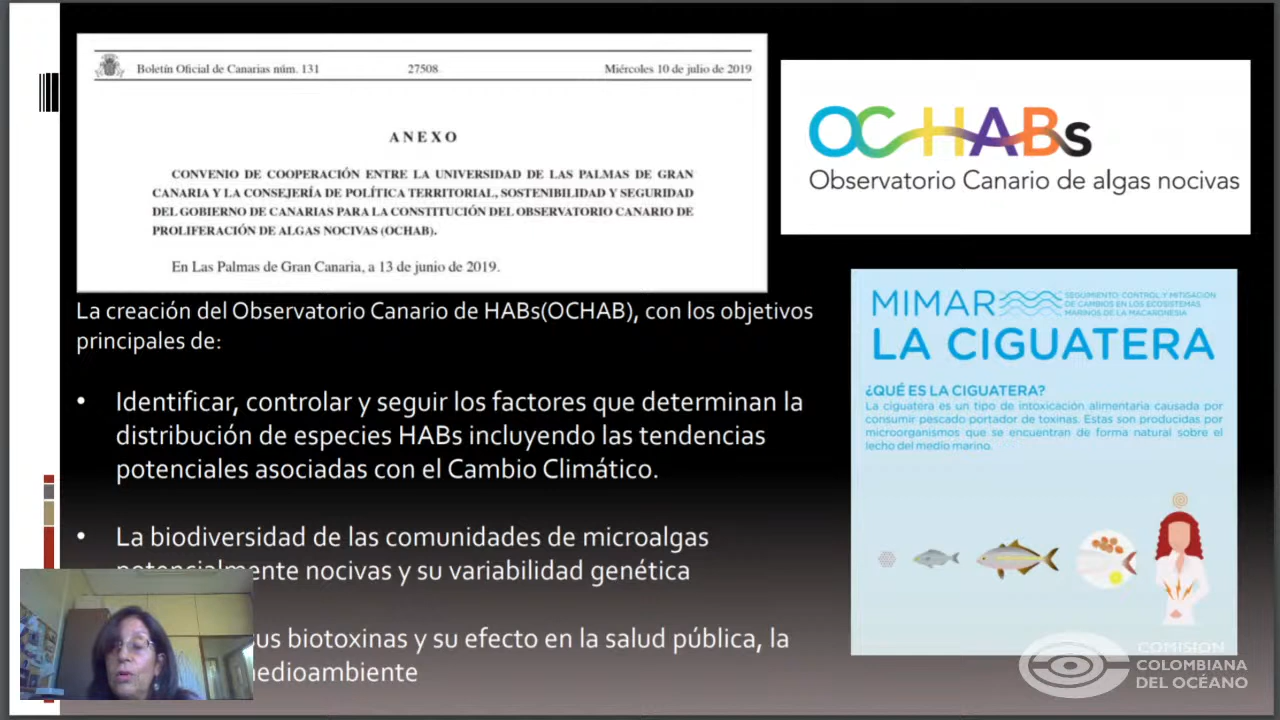 Boletín Oficial de Canarias núm. 131 27508 Miércoles 10 de julio de 2019
ANEXO
CONVENIO DE COOPERACIÓN ENTRE LA UNIVERSIDAD DE LAS PALMAS DE GRAN
CANARIA Y LA CONSEJERÍA DE POLÍTICA TERRITORIAL, SOSTENIBILIDAD Y SEGURIDAD
DEL GOBIERNO DE CANARIAS PARA LA CONSTITUCIÓN DEL OBSERVATORIO CANARIO DE
PROLIFERACIÓN DE ALGAS NOCIVAS (OCHAB).
En Las Palmas de Gran Canaria, a 13 de junio de 2019.
OCHABs
Observatorio Canario de algas nocivas
La creación del Observatorio Canario de HABs(OCHAB), con los objetivos
principales de:
• Identificar, controlar y seguir los factores que determinan la
distribución de especies HABs incluyendo las tendencias
potenciales asociadas con el Cambio Climático.
• La biodiversidad de las comunidades de microalgas
potencialmente nocivas y su variabilidad genética
biotoxinas y su efecto en la salud pública, la
MIMAR
SEGUIMIENTO, CONTROL Y MITIGACIÓN
DE CAMBIOS EN LOS ECOSISTEMAS
MARINOS DE LA MACARONESIA
LA CIGUATERA
¿QUÉ ES LA CIGUATERA?
La ciguatera es un tipo de intoxicación alimentaria causada por
consumir pescado portador de toxinas. Éstas son producidas por
microorganismos que se encuentran de forma natural sobre el
lecho del medio marino.
COMISIÓN
COLOMBIANA
DEL OCÉANO